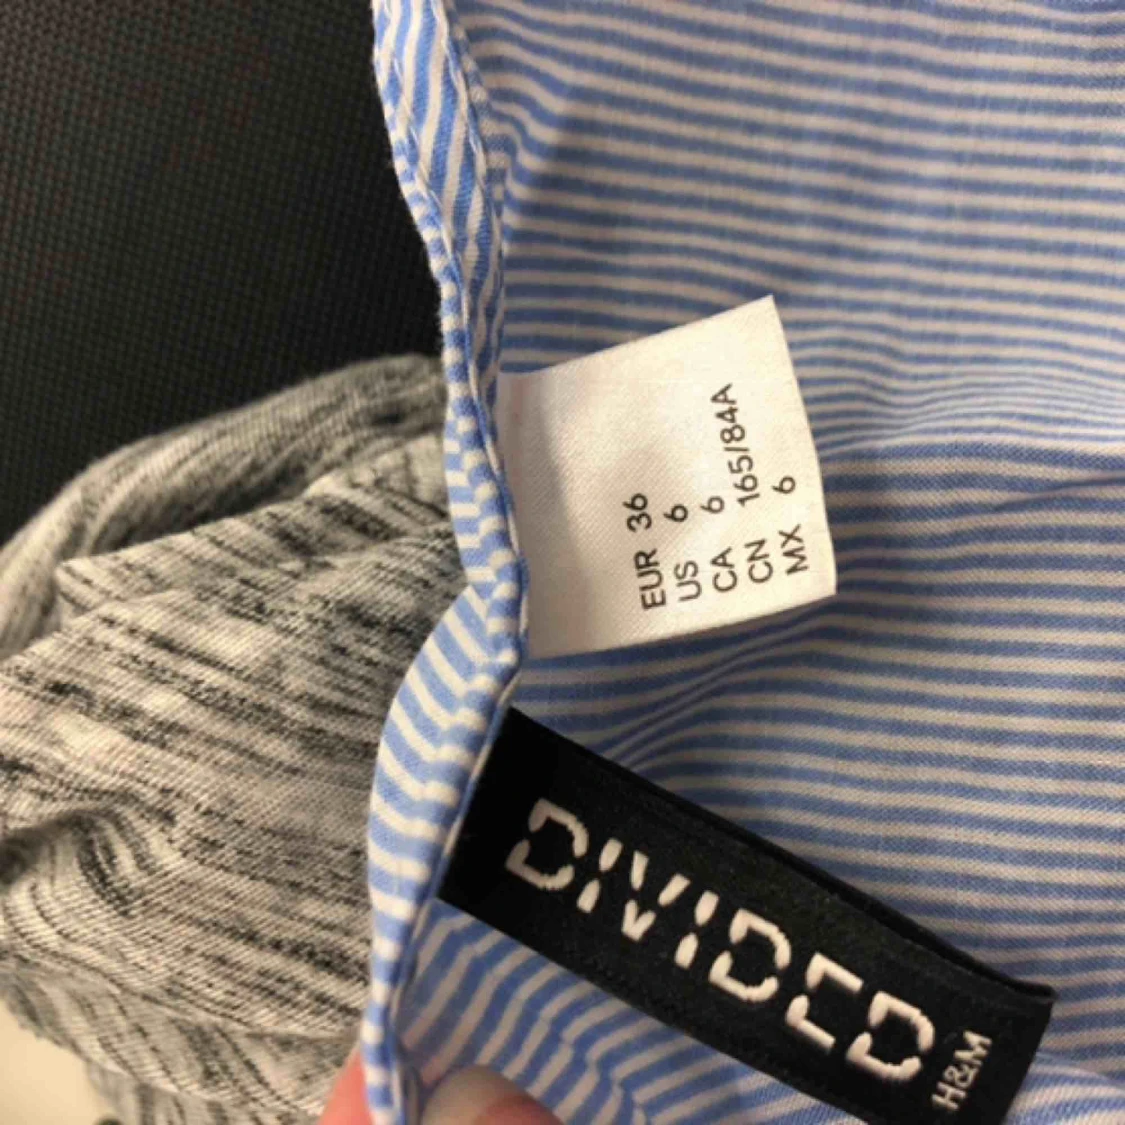 EUR 36
US 6
CA 6
CN 165/84A
MX 6
DIVIDED
H&M